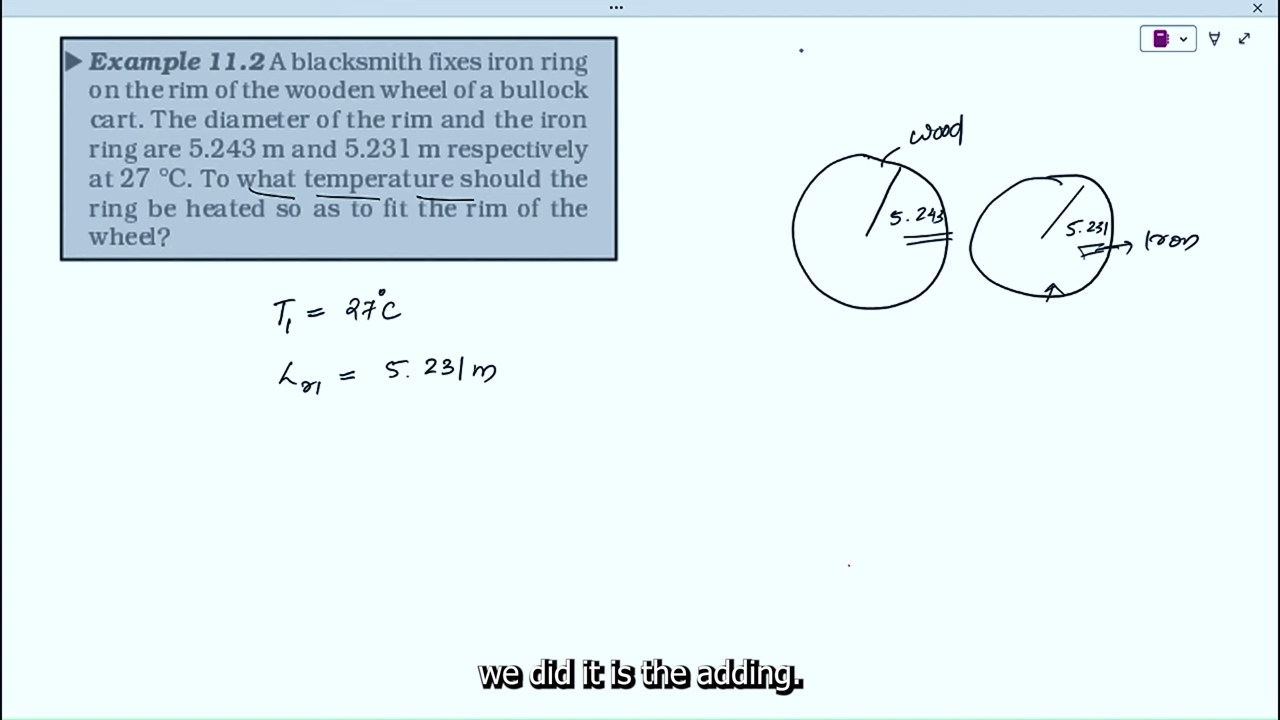 ▶ Example 11.2 A blacksmith fixes iron ring
on the rim of the wooden wheel of a bullock
cart. The diameter of the rim and the iron
ring are 5.243 m and 5.231 m respectively
at 27 °C. To what temperature should the
ring be heated so as to fit the rim of the
wheel?
wood
5.243
5.231
Iron
T₁ = 27°C
= 5.231 m
we did it is the adding.